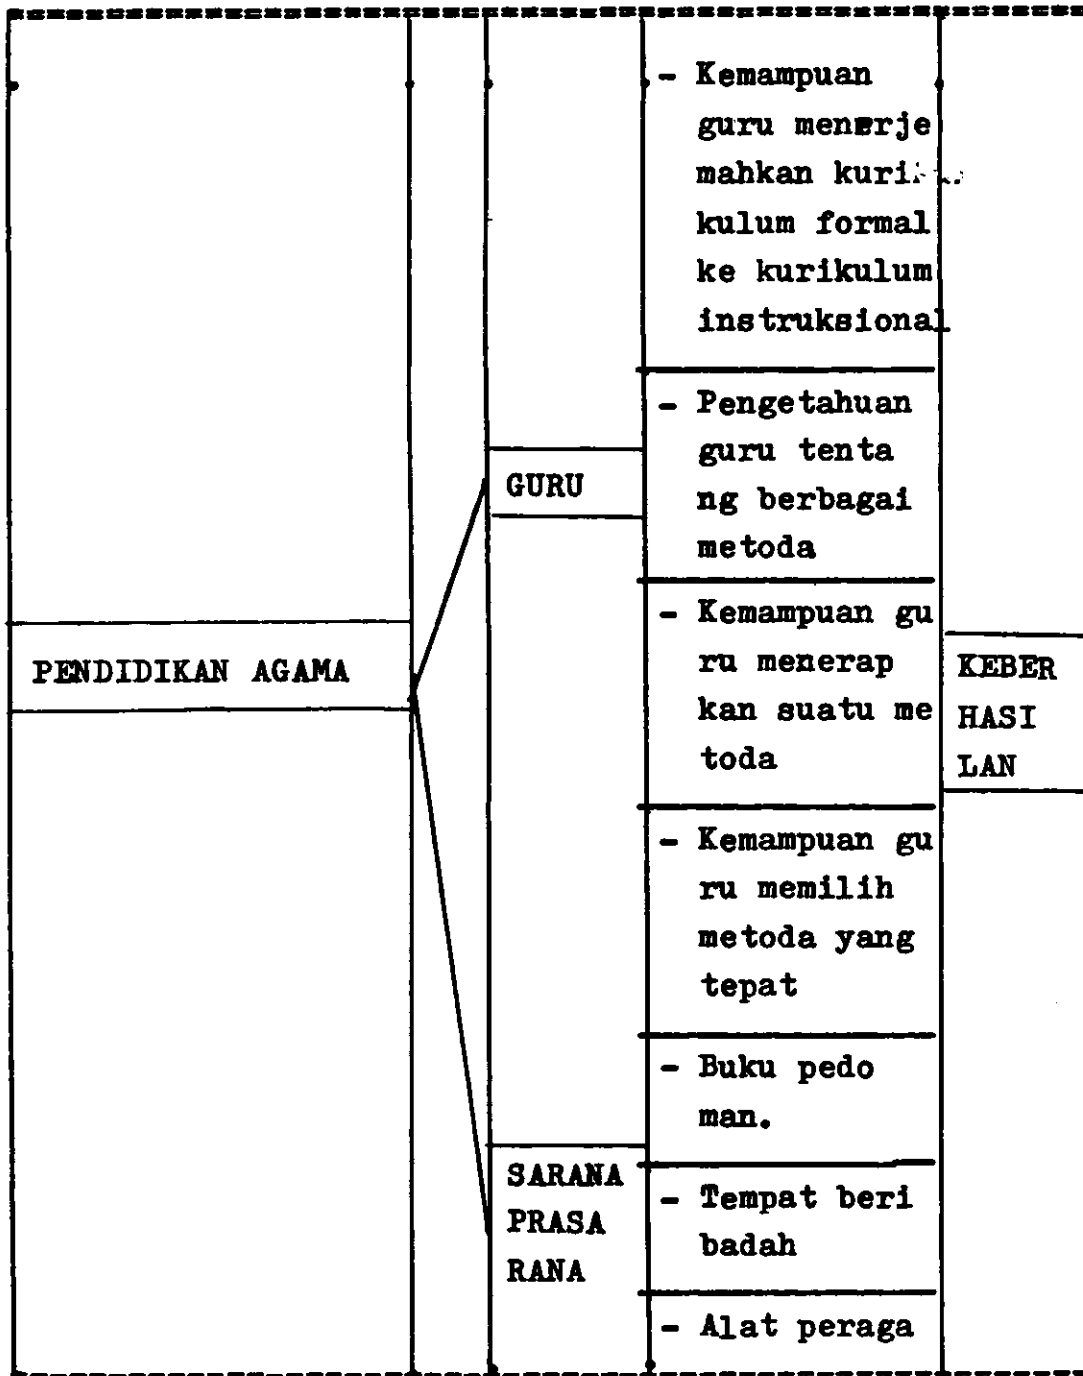 PENDIDIKAN AGAMA
GURU
SARANA
PRASA
RANA
- Kemampuan
guru menerje
mahkan kuri
kulum formal
ke kurikulum
instruksional
- Pengetahuan
guru tenta
ng berbagai
metoda
- Kemampuan gu
ru menerap
kan suatu me
toda
- Kemampuan gu
ru memilih
metoda yang
tepat
- Buku pedo
man.
- Tempat beri
badah
- Alat peraga
KEBER
HASI
LAN